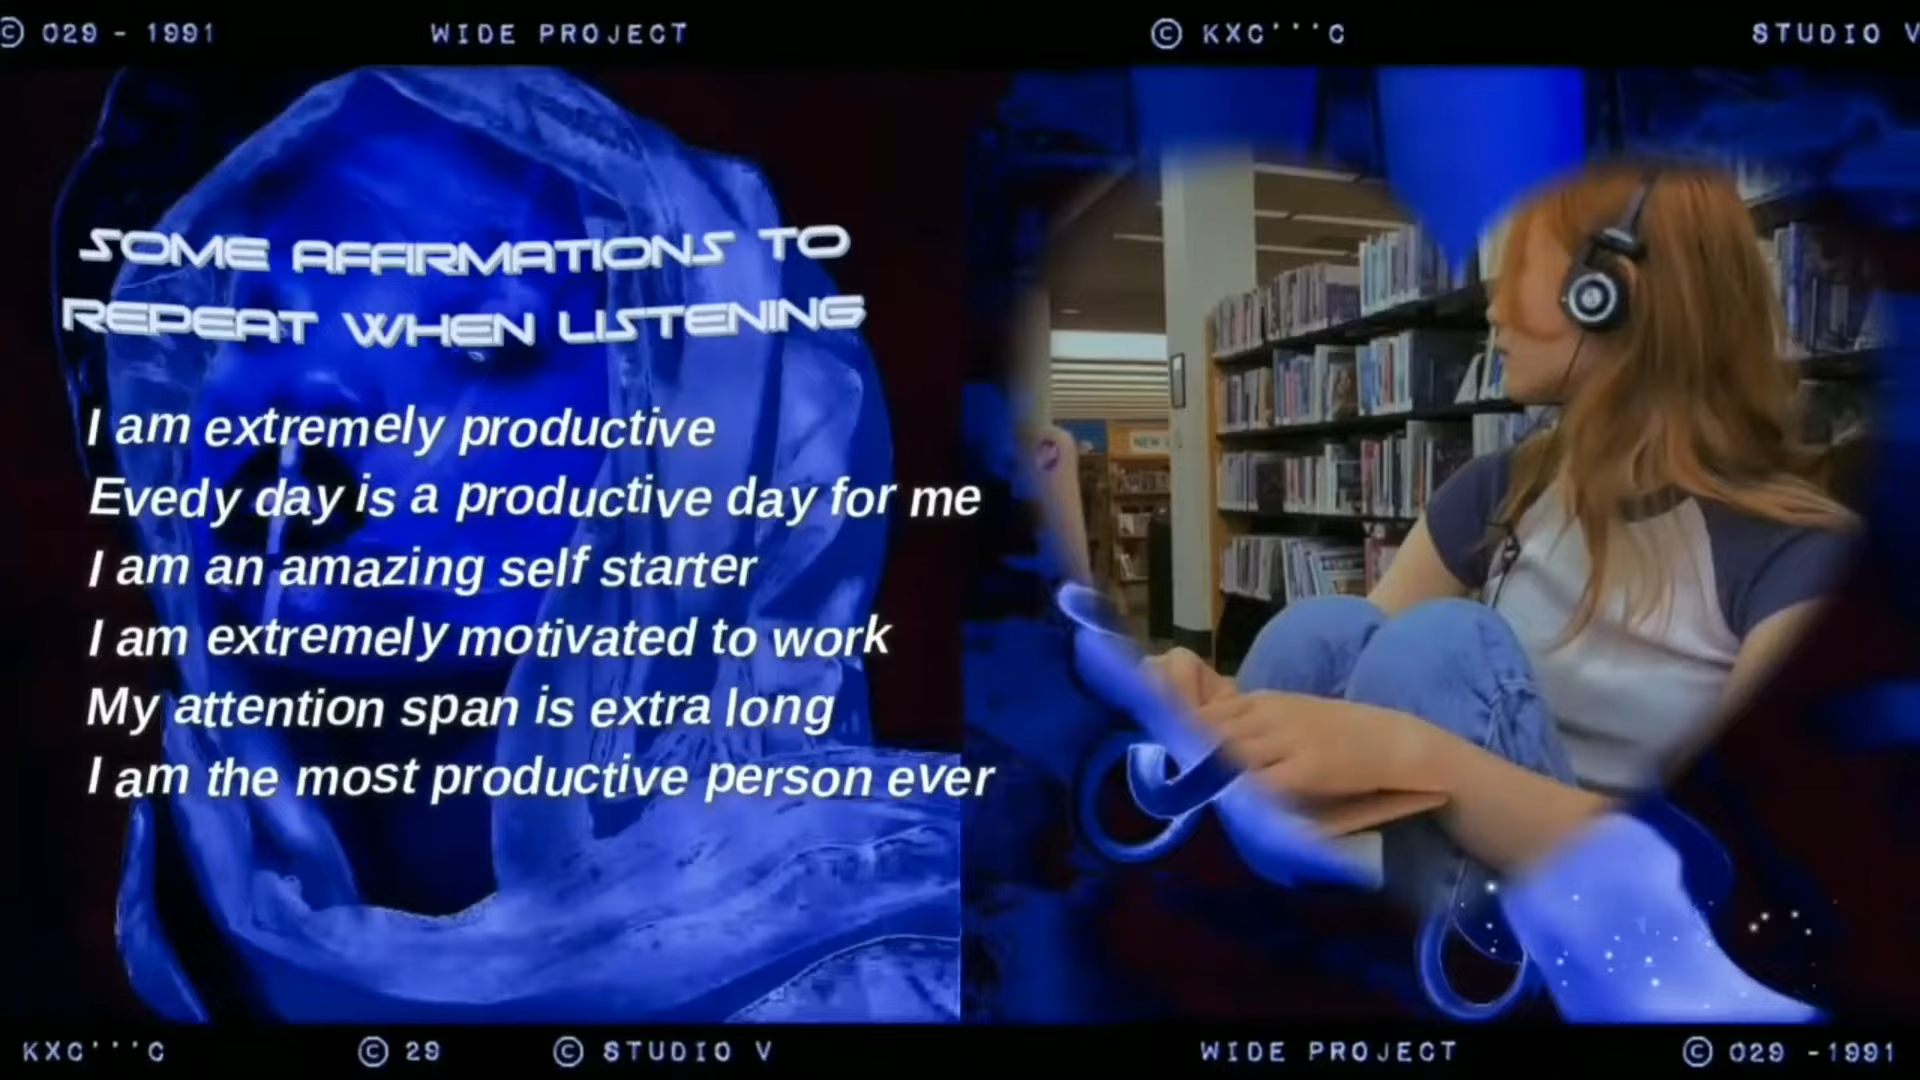 © 029 - 1991 WIDE PROJECT © KXC'''C STUDIO V
SOME AFFIRMATIONS TO
REPEAT WHEN LISTENING
I am extremely productive
Evedy day is a productive day for me
I am an amazing self starter
I am extremely motivated to work
My attention span is extra long
I am the most productive person ever
NEW
KXC'''C © 29 © STUDIO V WIDE PROJECT © 029 -1991